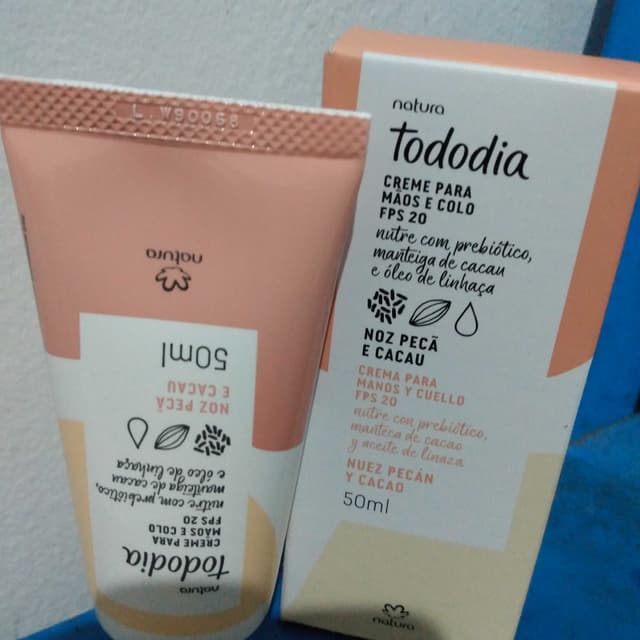 L. W90068
natura
50ml
NOZ PECÃ
E CACAU
nutre com prebiótico,
manteiga de cacau
e óleo de linhaça
CREME PARA
MÃOS E COLO
FPS 20
tododia
natura
natura
tododia
CREME PARA
MÃOS E COLO
FPS 20
nutre com prebiótico,
manteiga de cacau
e óleo de linhaça
NOZ PECÃ
E CACAU
CREMA PARA
MANOS Y CUELLO
FPS 20
nutre con prebiótico,
manteca de cacao
y aceite de linaza
NUEZ PECÁN
Y CACAO
50ml
natura